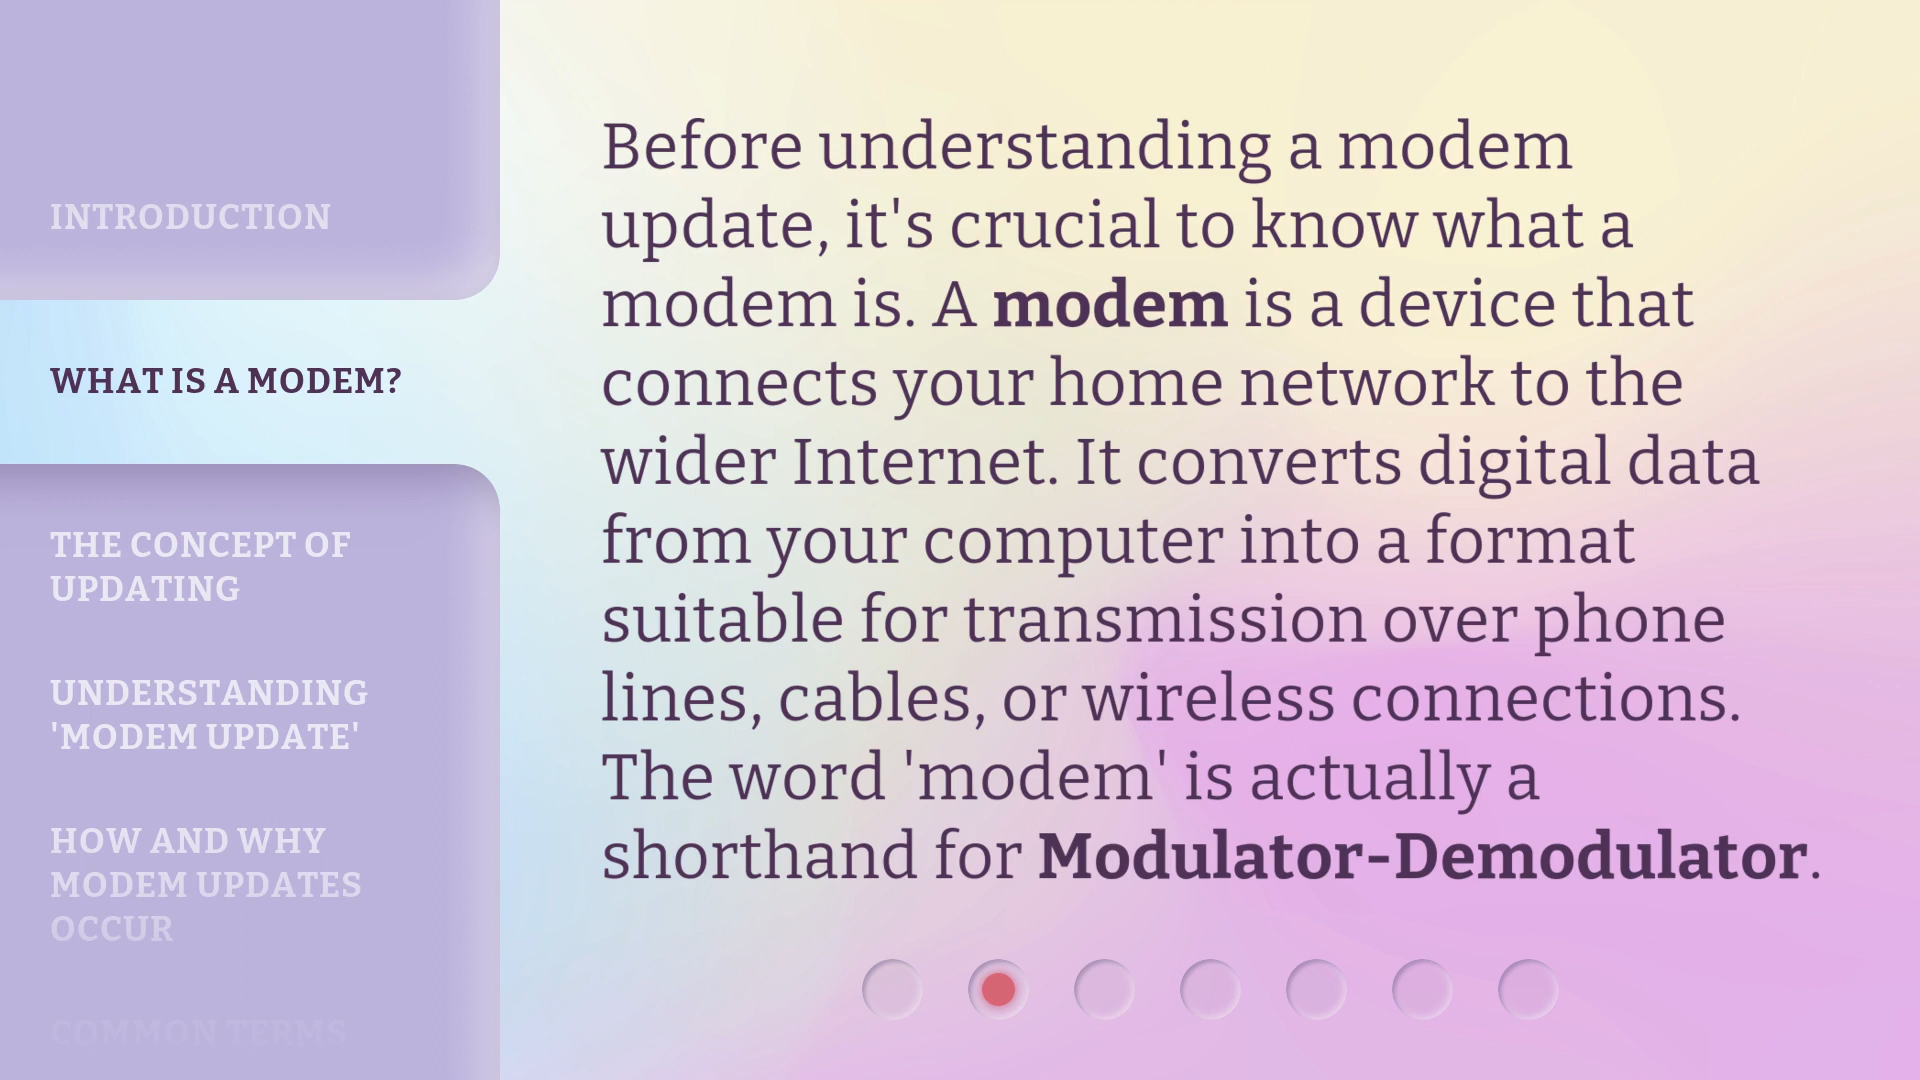 INTRODUCTION
WHAT IS A MODEM?
THE CONCEPT OF
UPDATING
UNDERSTANDING
'MODEM UPDATE'
HOW AND WHY
MODEM UPDATES
OCCUR
COMMON TERMS
Before understanding a modem
update, it's crucial to know what a
modem is. A modem is a device that
connects your home network to the
wider Internet. It converts digital data
from your computer into a format
suitable for transmission over phone
lines, cables, or wireless connections.
The word 'modem' is actually a
shorthand for Modulator-Demodulator.